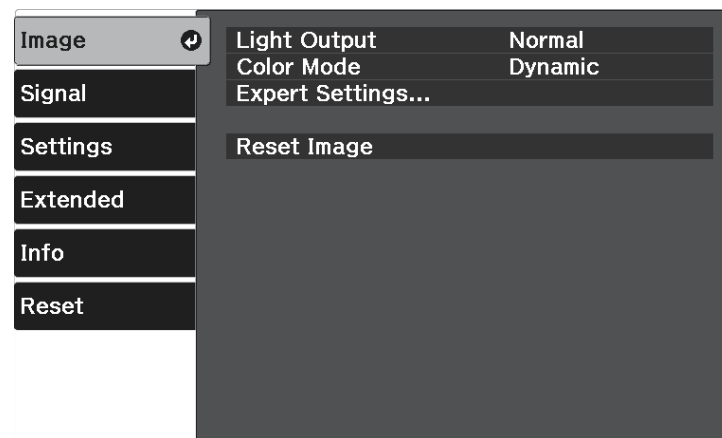 Image
Signal
Settings
Extended
Info
Reset
Light Output Normal
Color Mode Dynamic
Expert Settings...
Reset Image